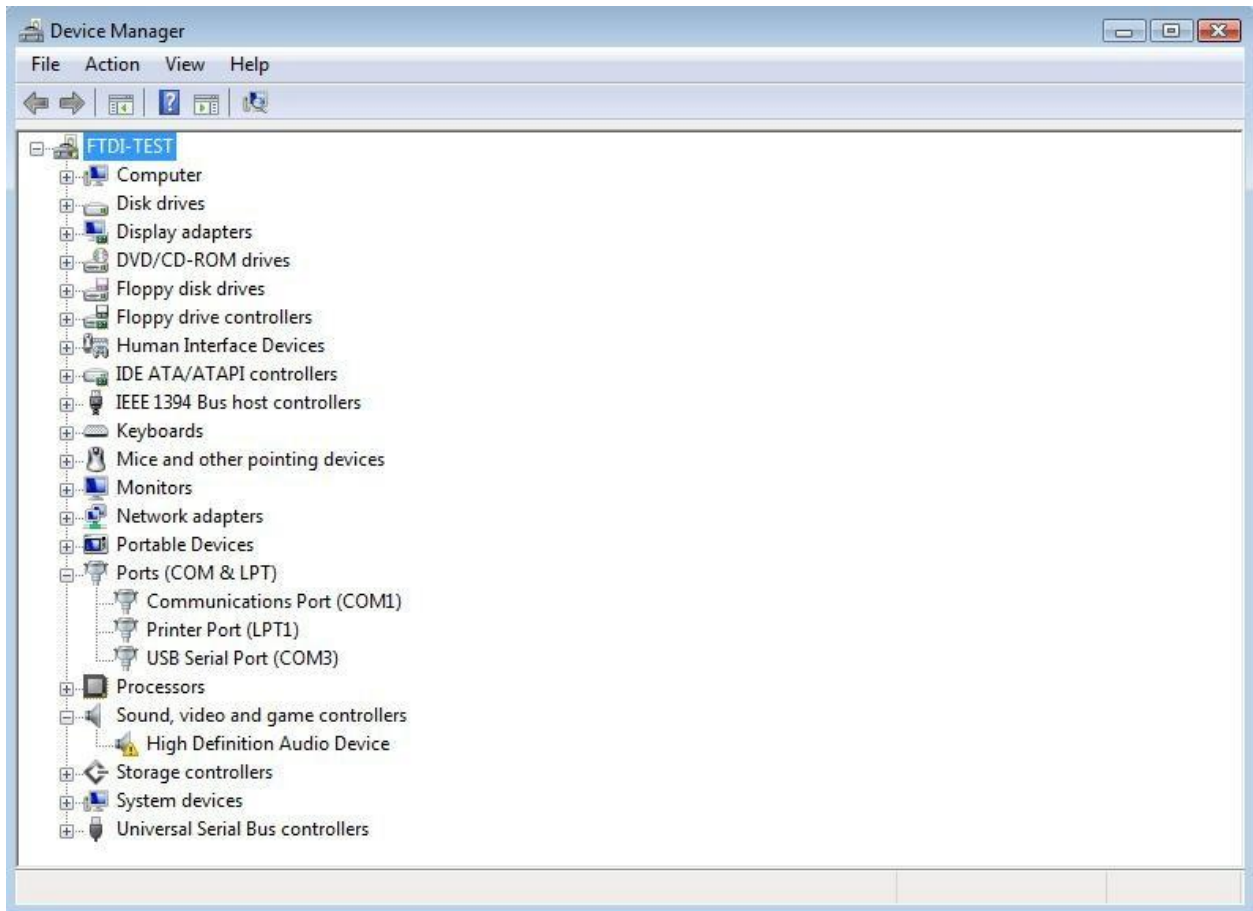 Device Manager
File Action View Help
FTDI-TEST
Computer
Disk drives
Display adapters
DVD/CD-ROM drives
Floppy disk drives
Floppy drive controllers
Human Interface Devices
IDE ATA/ATAPI controllers
IEEE 1394 Bus host controllers
Keyboards
Mice and other pointing devices
Monitors
Network adapters
Portable Devices
Ports (COM & LPT)
Communications Port (COM1)
Printer Port (LPT1)
USB Serial Port (COM3)
Processors
Sound, video and game controllers
High Definition Audio Device
Storage controllers
System devices
Universal Serial Bus controllers